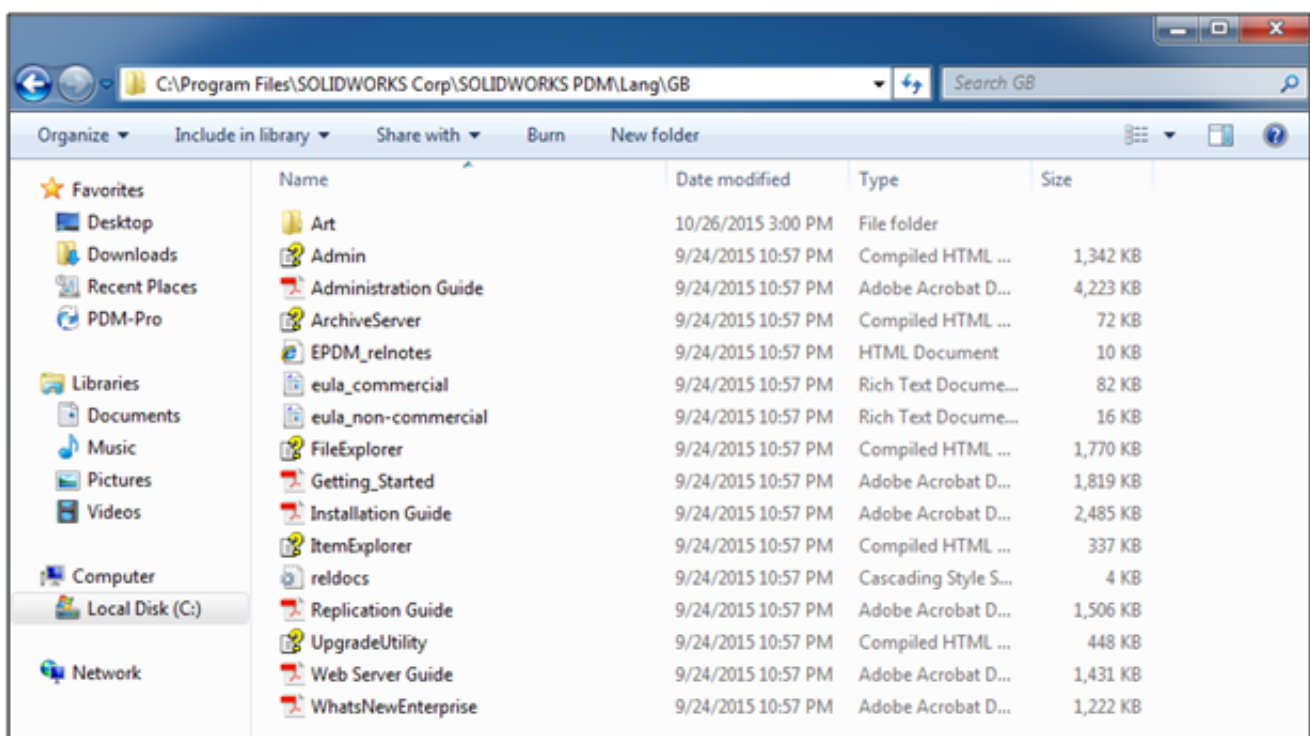 C:\Program Files\SOLIDWORKS Corp\SOLIDWORKS PDM\Lang\GB Search GB
Organize Include in library Share with Burn New folder
Favorites
Desktop
Downloads
Recent Places
PDM-Pro
Libraries
Documents
Music
Pictures
Videos
Computer
Local Disk (C:)
Network
Name Date modified Type Size
Art 10/26/2015 3:00 PM File folder
Admin 9/24/2015 10:57 PM Compiled HTML ... 1,342 KB
Administration Guide 9/24/2015 10:57 PM Adobe Acrobat D... 4,223 KB
ArchiveServer 9/24/2015 10:57 PM Compiled HTML ... 72 KB
EPDM_relnotes 9/24/2015 10:57 PM HTML Document 10 KB
eula_commercial 9/24/2015 10:57 PM Rich Text Docume... 82 KB
eula_non-commercial 9/24/2015 10:57 PM Rich Text Docume... 16 KB
FileExplorer 9/24/2015 10:57 PM Compiled HTML ... 1,770 KB
Getting_Started 9/24/2015 10:57 PM Adobe Acrobat D... 1,819 KB
Installation Guide 9/24/2015 10:57 PM Adobe Acrobat D... 2,485 KB
ItemExplorer 9/24/2015 10:57 PM Compiled HTML ... 337 KB
reldocs 9/24/2015 10:57 PM Cascading Style S... 4 KB
Replication Guide 9/24/2015 10:57 PM Adobe Acrobat D... 1,506 KB
UpgradeUtility 9/24/2015 10:57 PM Compiled HTML ... 448 KB
Web Server Guide 9/24/2015 10:57 PM Adobe Acrobat D... 1,431 KB
WhatsNewEnterprise 9/24/2015 10:57 PM Adobe Acrobat D... 1,222 KB